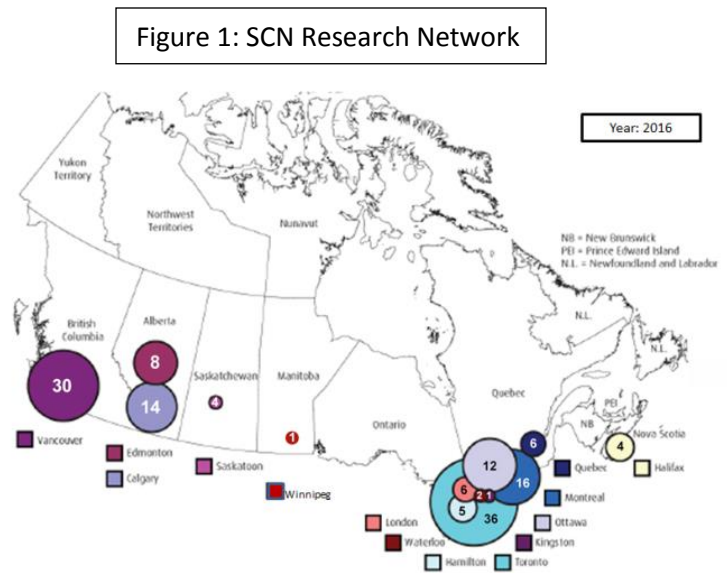 Figure 1: SCN Research Network
Year: 2016
Yukon
Territory
Northwest
Territories
Nunavut
NB = New Brunswick
PEI = Prince Edward Island
N.L. = Newfoundland and Labrador
British
Columbia
Alberta
Saskatchewan
Manitoba
Ontario
Quebec
N.L.
N.L.
PEI
NB
Nova Scotia
30
8
14
4
1
12
6
16
6
2
1
5
36
4
Vancouver
Edmonton
Calgary
Saskatoon
Winnipeg
London
Waterloo
Hamilton
Toronto
Kingston
Ottawa
Montreal
Quebec
Halifax